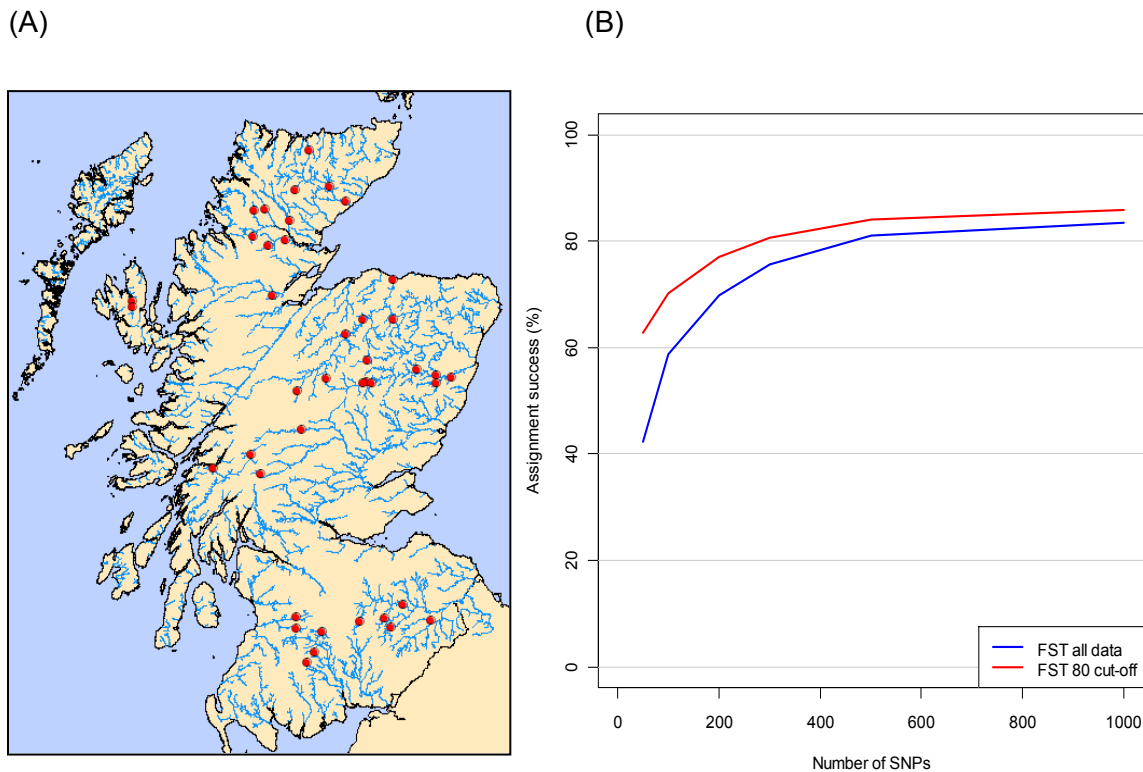 (A)
(B)
Assignment success (%)
100
80
60
40
20
0
FST all data
FST 80 cut-off
0 200 400 600 800 1000
Number of SNPs